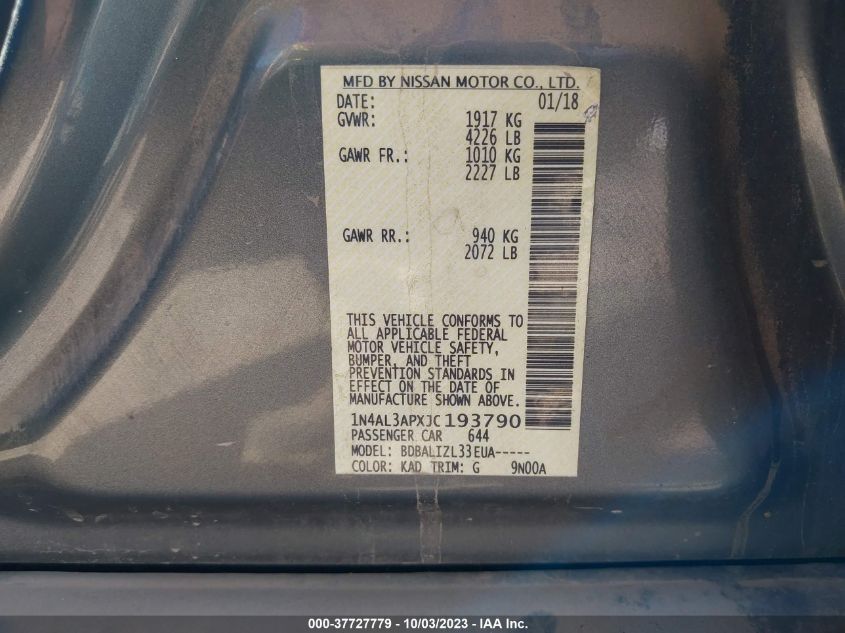 MFD BY NISSAN MOTOR CO., LTD.
DATE: 01/18
GVWR: 1917 KG
4226 LB
GAWR FR.: 1010 KG
2227 LB
GAWR RR.: 940 KG
2072 LB
THIS VEHICLE CONFORMS TO
ALL APPLICABLE FEDERAL
MOTOR VEHICLE SAFETY,
BUMPER, AND THEFT
PREVENTION STANDARDS IN
EFFECT ON THE DATE OF
MANUFACTURE SHOWN ABOVE.
1N4AL3APXJC193790
PASSENGER CAR 644
MODEL: BDBALIZL33EUA-----
COLOR: KAD TRIM: G 9N00A
000-37727779 - 10/03/2023 - IAA Inc.